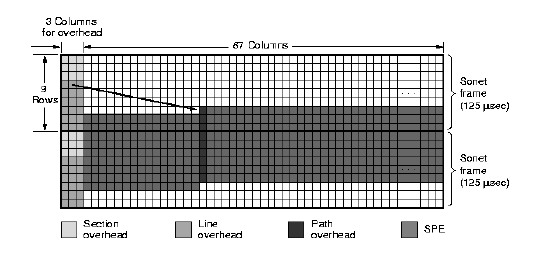 3 Columns
for overhead
87 Columns
9
Rows
. . .
Sonet
frame
(125 μsec)
. . .
Sonet
frame
(125 μsec)
Section
overhead
Line
overhead
Path
overhead
SPE